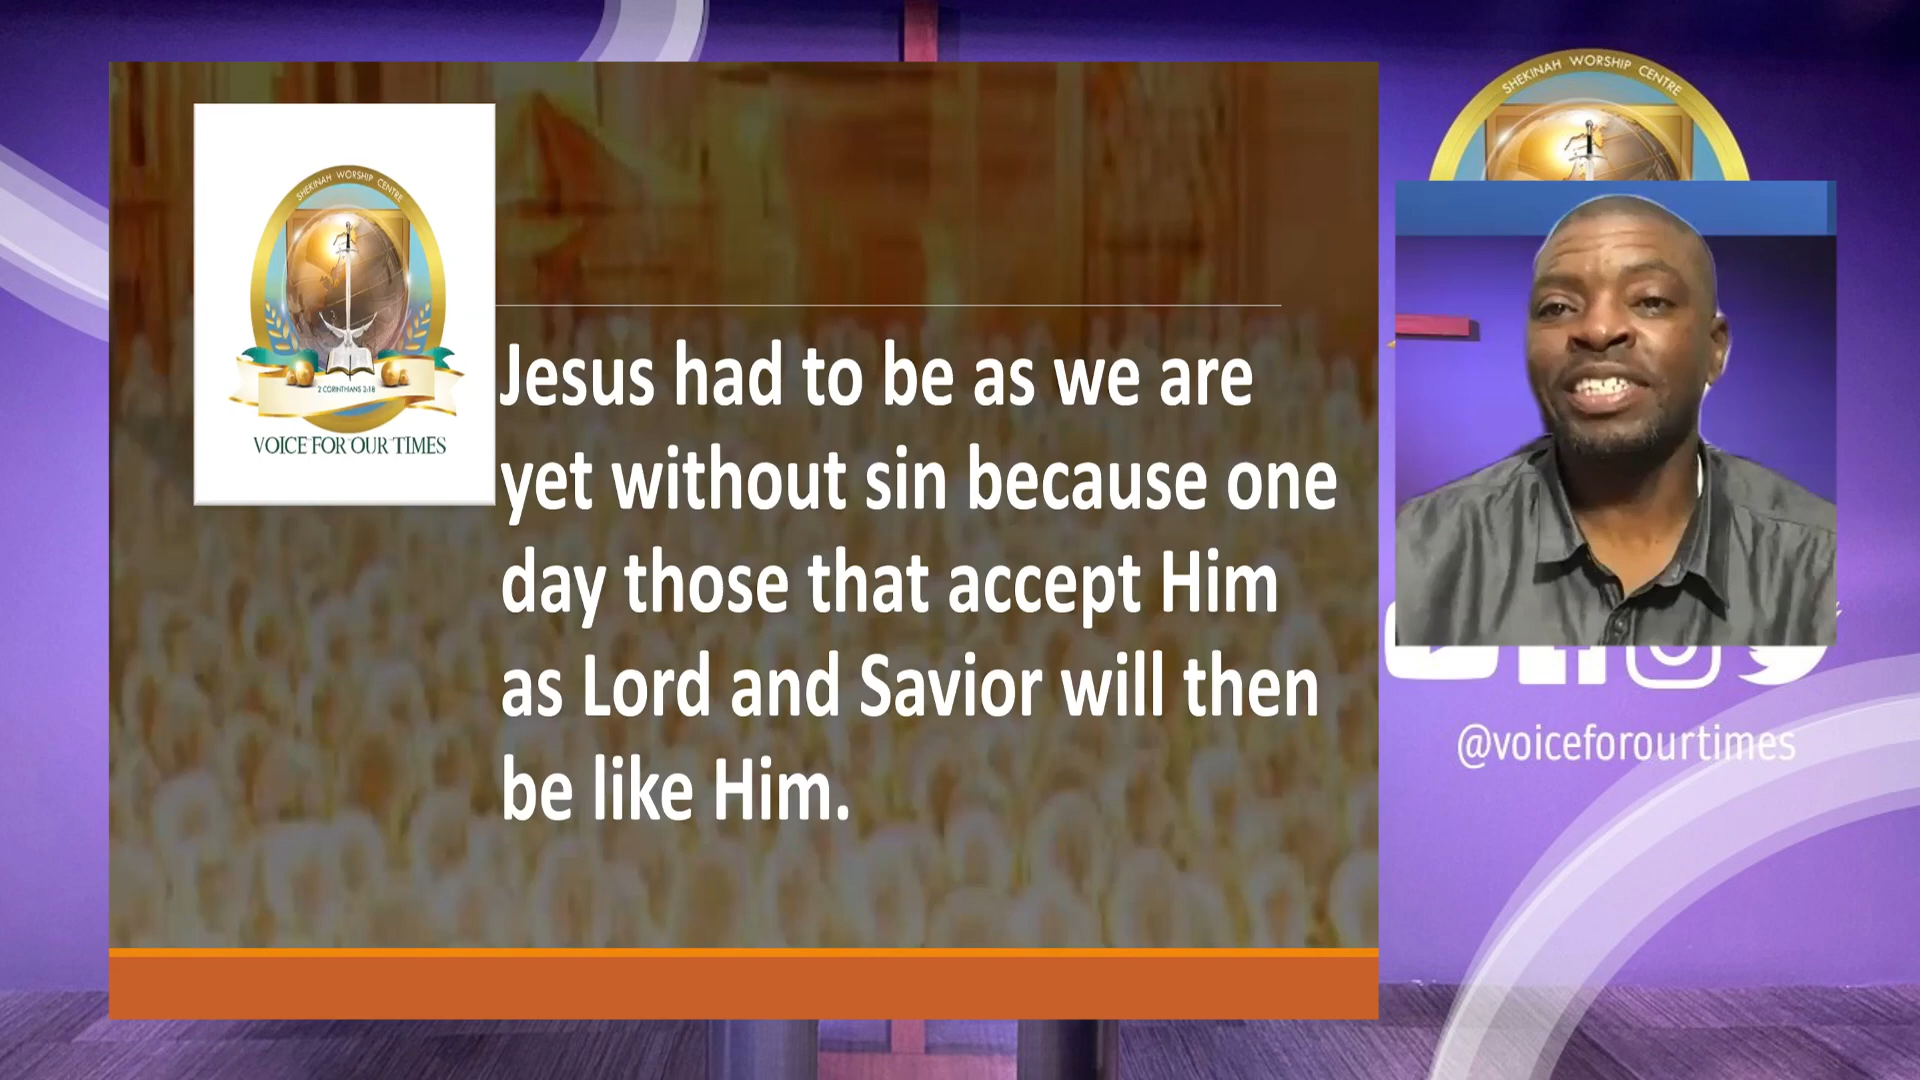 SHEKINAH WORSHIP CENTRE
2 CORINTHIANS 3:18
VOICE FOR OUR TIMES
Jesus had to be as we are
yet without sin because one
day those that accept Him
as Lord and Savior will then
be like Him.
SHEKINAH WORSHIP CENTRE
@voiceforourtimes